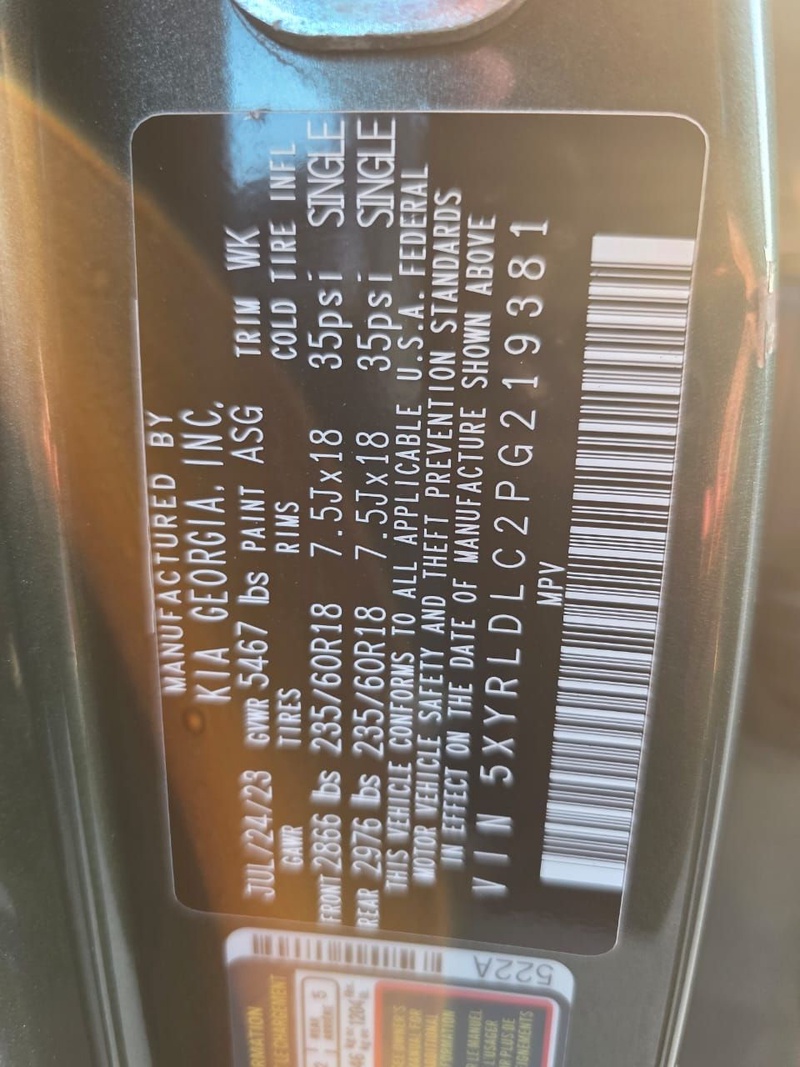 MANUFACTURED BY
KIA GEORGIA, INC.
JUL/24/23 GVWR 5467 lbs PAINT ASG TRIM WK
GAWR TIRES RIMS COLD TIRE INFL
FRONT 2866 lbs 235/60R18 7.5Jx18 35psi SINGLE
REAR 2976 lbs 235/60R18 7.5Jx18 35psi SINGLE
THIS VEHICLE CONFORMS TO ALL APPLICABLE U.S.A. FEDERAL
MOTOR VEHICLE SAFETY AND THEFT PREVENTION STANDARDS
IN EFFECT ON THE DATE OF MANUFACTURE SHOWN ABOVE
VIN 5XYRLDLC2PG219381
MPV
522A